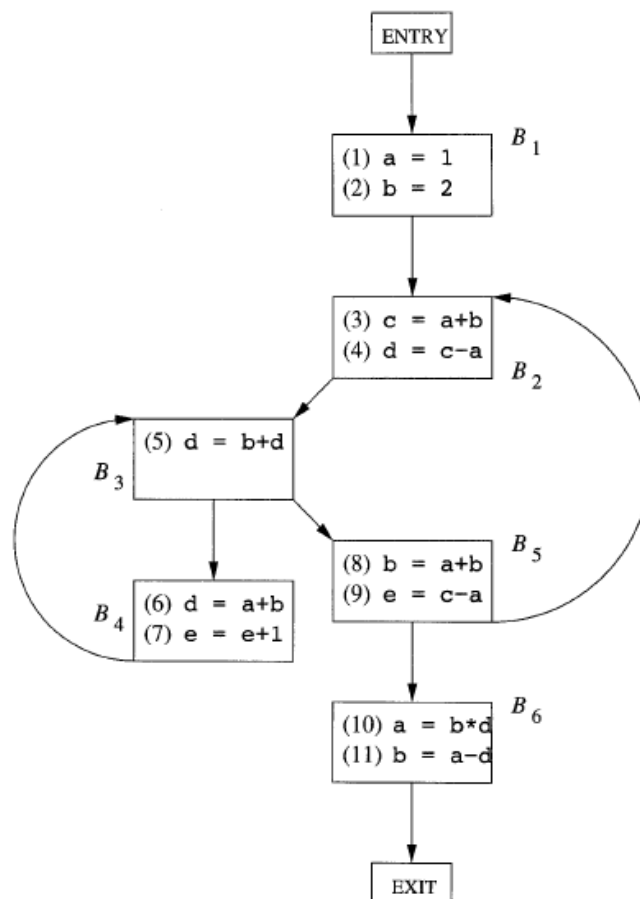 ENTRY
B1
(1) a = 1
(2) b = 2
(3) c = a+b
(4) d = c-a
B2
(5) d = b+d
B3
(8) b = a+b
(9) e = c-a
B5
(6) d = a+b
(7) e = e+1
B4
(10) a = b*d
(11) b = a-d
B6
EXIT